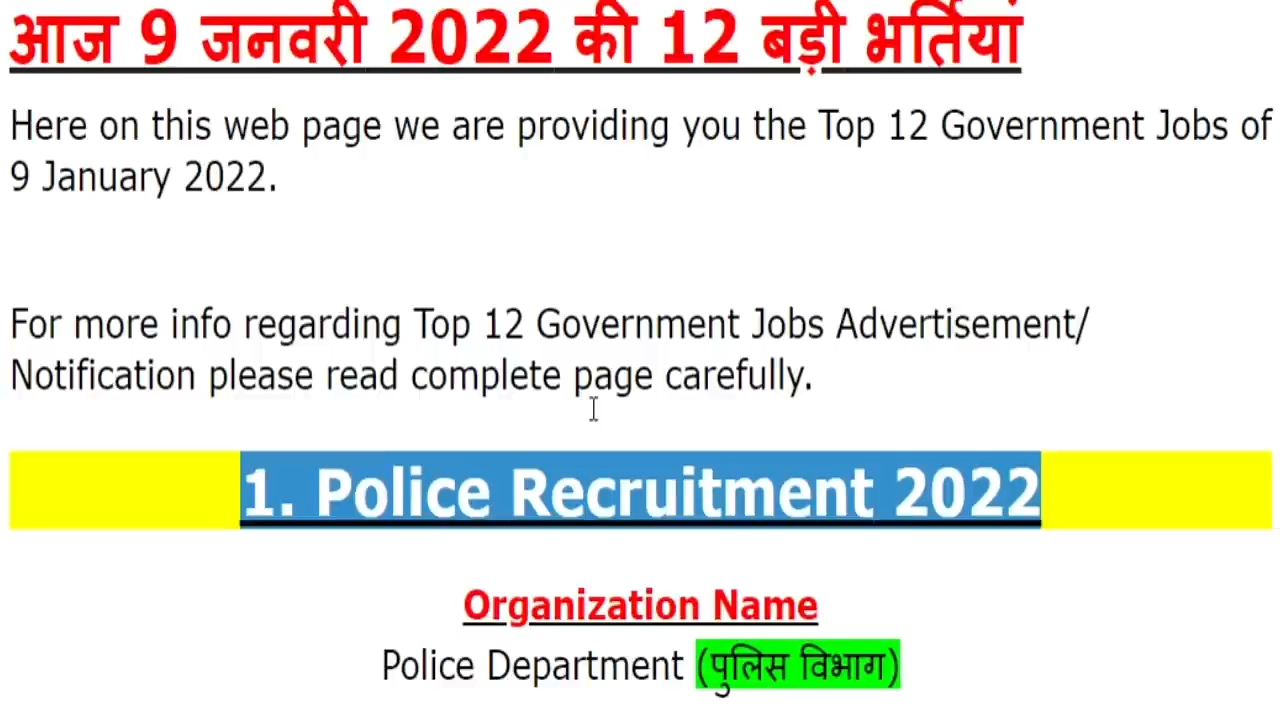 आज 9 जनवरी 2022 की 12 बड़ी भर्तियां
Here on this web page we are providing you the Top 12 Government Jobs of
9 January 2022.
For more info regarding Top 12 Government Jobs Advertisement/
Notification please read complete page carefully.
1. Police Recruitment 2022
Organization Name
Police Department (पुलिस विभाग)